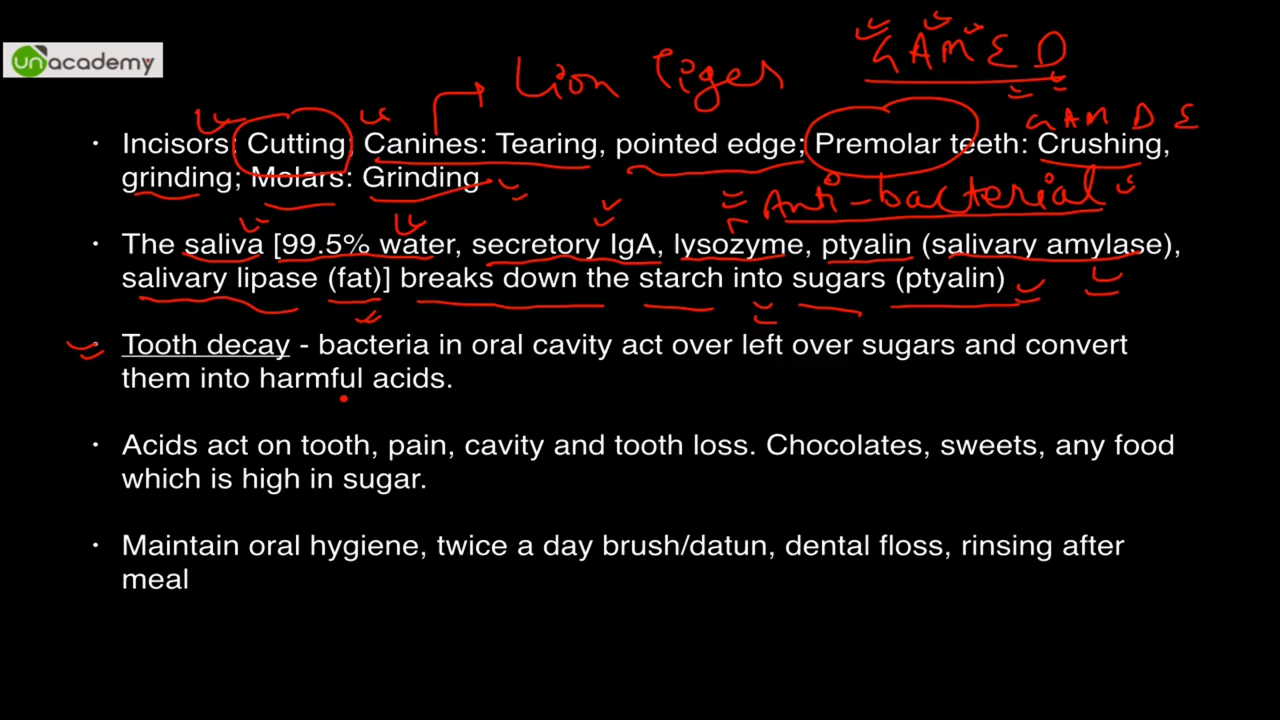 unacademy
GAMED
Lion Tiger
GAMDE
• Incisors: Cutting; Canines: Tearing, pointed edge; Premolar teeth: Crushing,
grinding; Molars: Grinding
Anti-bacterial
• The saliva [99.5% water, secretory IgA, lysozyme, ptyalin (salivary amylase),
salivary lipase (fat)] breaks down the starch into sugars (ptyalin)
• Tooth decay - bacteria in oral cavity act over left over sugars and convert
them into harmful acids.
• Acids act on tooth, pain, cavity and tooth loss. Chocolates, sweets, any food
which is high in sugar.
• Maintain oral hygiene, twice a day brush/datun, dental floss, rinsing after
meal